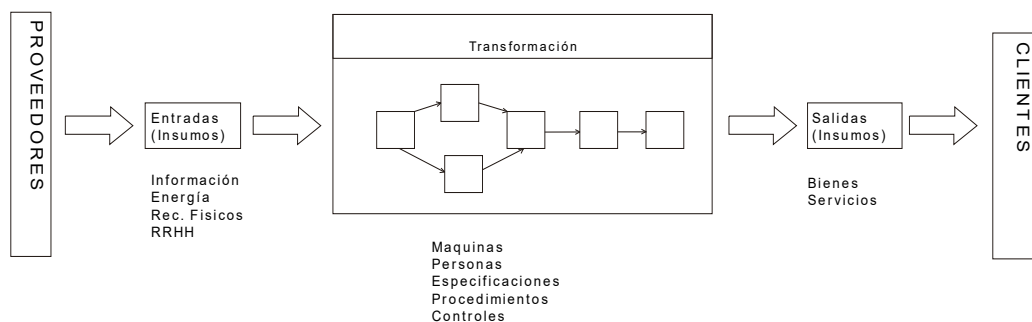 PROVEEDORES
Entradas
(Insumos)
Información
Energía
Rec. Fisicos
RRHH
Transformación
Maquinas
Personas
Especificaciones
Procedimientos
Controles
Salidas
(Insumos)
Bienes
Servicios
CLIENTES